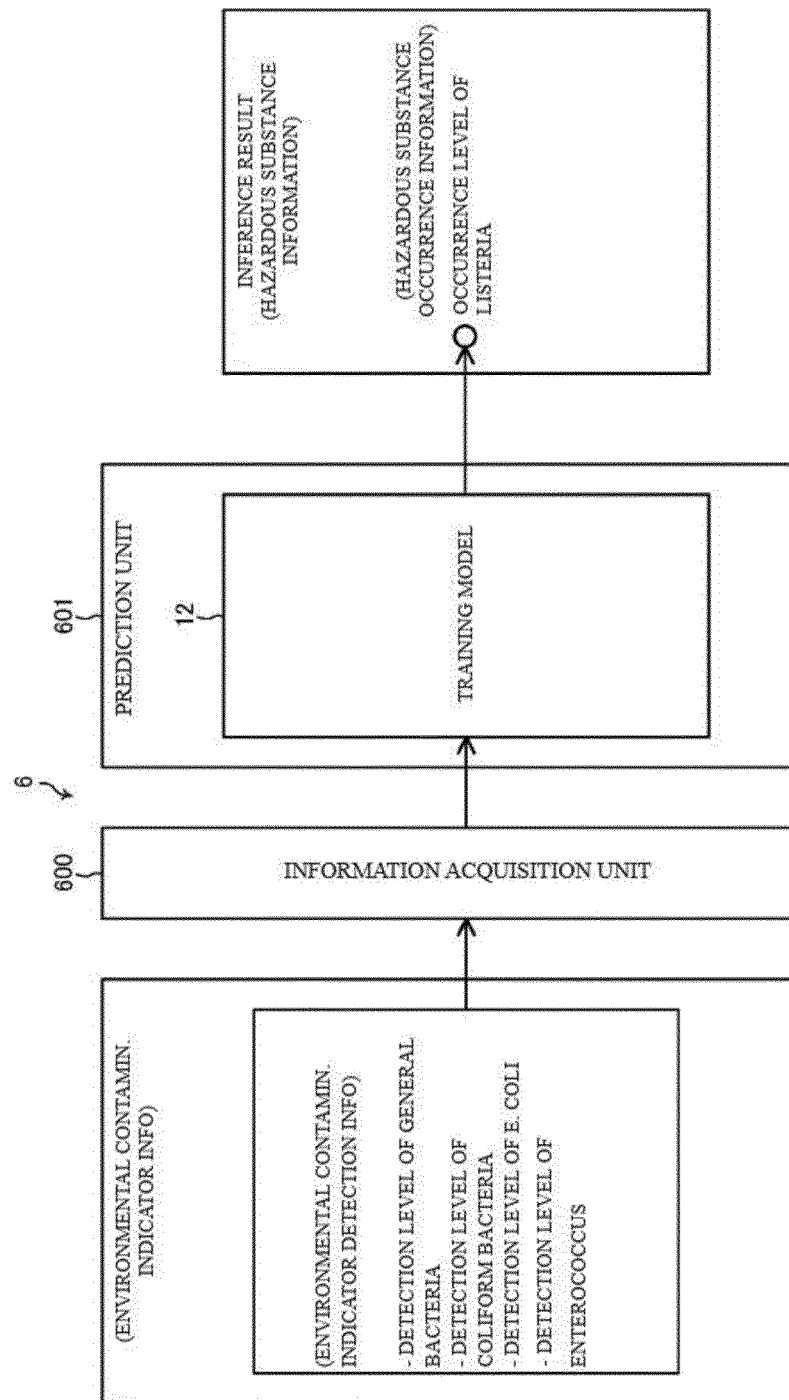 (ENVIRONMENTAL CONTAMIN.
INDICATOR INFO)
(ENVIRONMENTAL CONTAMIN.
INDICATOR DETECTION INFO)
- DETECTION LEVEL OF GENERAL
BACTERIA
- DETECTION LEVEL OF
COLIFORM BACTERIA
- DETECTION LEVEL OF E. COLI
- DETECTION LEVEL OF
ENTEROCOCCUS
600
INFORMATION ACQUISITION UNIT
6
601
PREDICTION UNIT
12
TRAINING MODEL
INFERENCE RESULT
(HAZARDOUS SUBSTANCE
INFORMATION)
(HAZARDOUS SUBSTANCE
OCCURRENCE INFORMATION)
OCCURRENCE LEVEL OF
LISTERIA